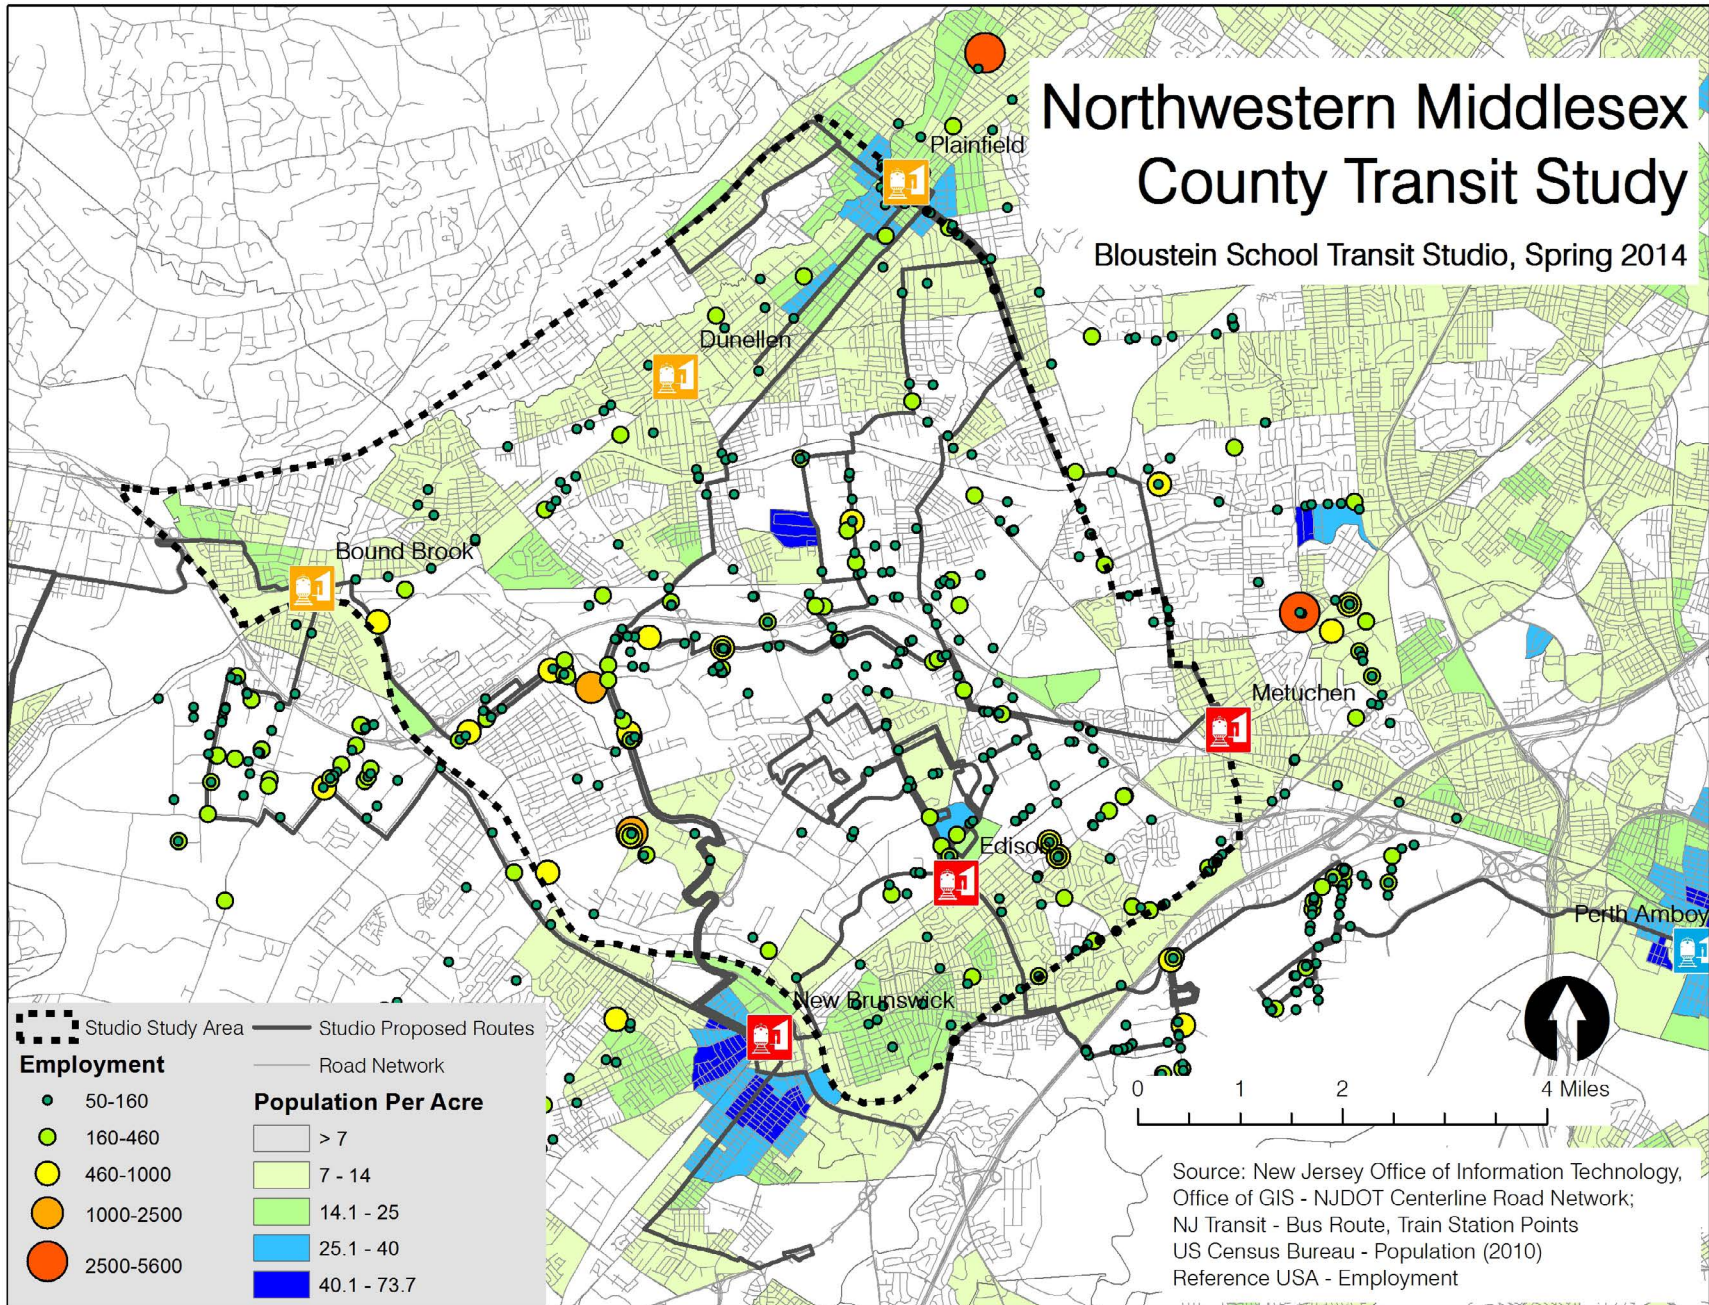 Northwestern Middlesex
County Transit Study
Bloustein School Transit Studio, Spring 2014
Plainfield
Dunellen
Bound Brook
Metuchen
Edison
Perth Amboy
New Brunswick
Studio Study Area
Studio Proposed Routes
Employment
Road Network
50-160
160-460
460-1000
1000-2500
2500-5600
Population Per Acre
> 7
7 - 14
14.1 - 25
25.1 - 40
40.1 - 73.7
0 1 2 4 Miles
Source: New Jersey Office of Information Technology,
Office of GIS - NJDOT Centerline Road Network;
NJ Transit - Bus Route, Train Station Points
US Census Bureau - Population (2010)
Reference USA - Employment